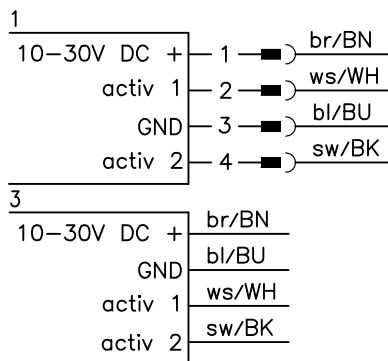 1
10-30V DC + 1 br/BN
activ 1 2 ws/WH
GND 3 bl/BU
activ 2 4 sw/BK
3
10-30V DC + br/BN
GND bl/BU
activ 1 ws/WH
activ 2 sw/BK